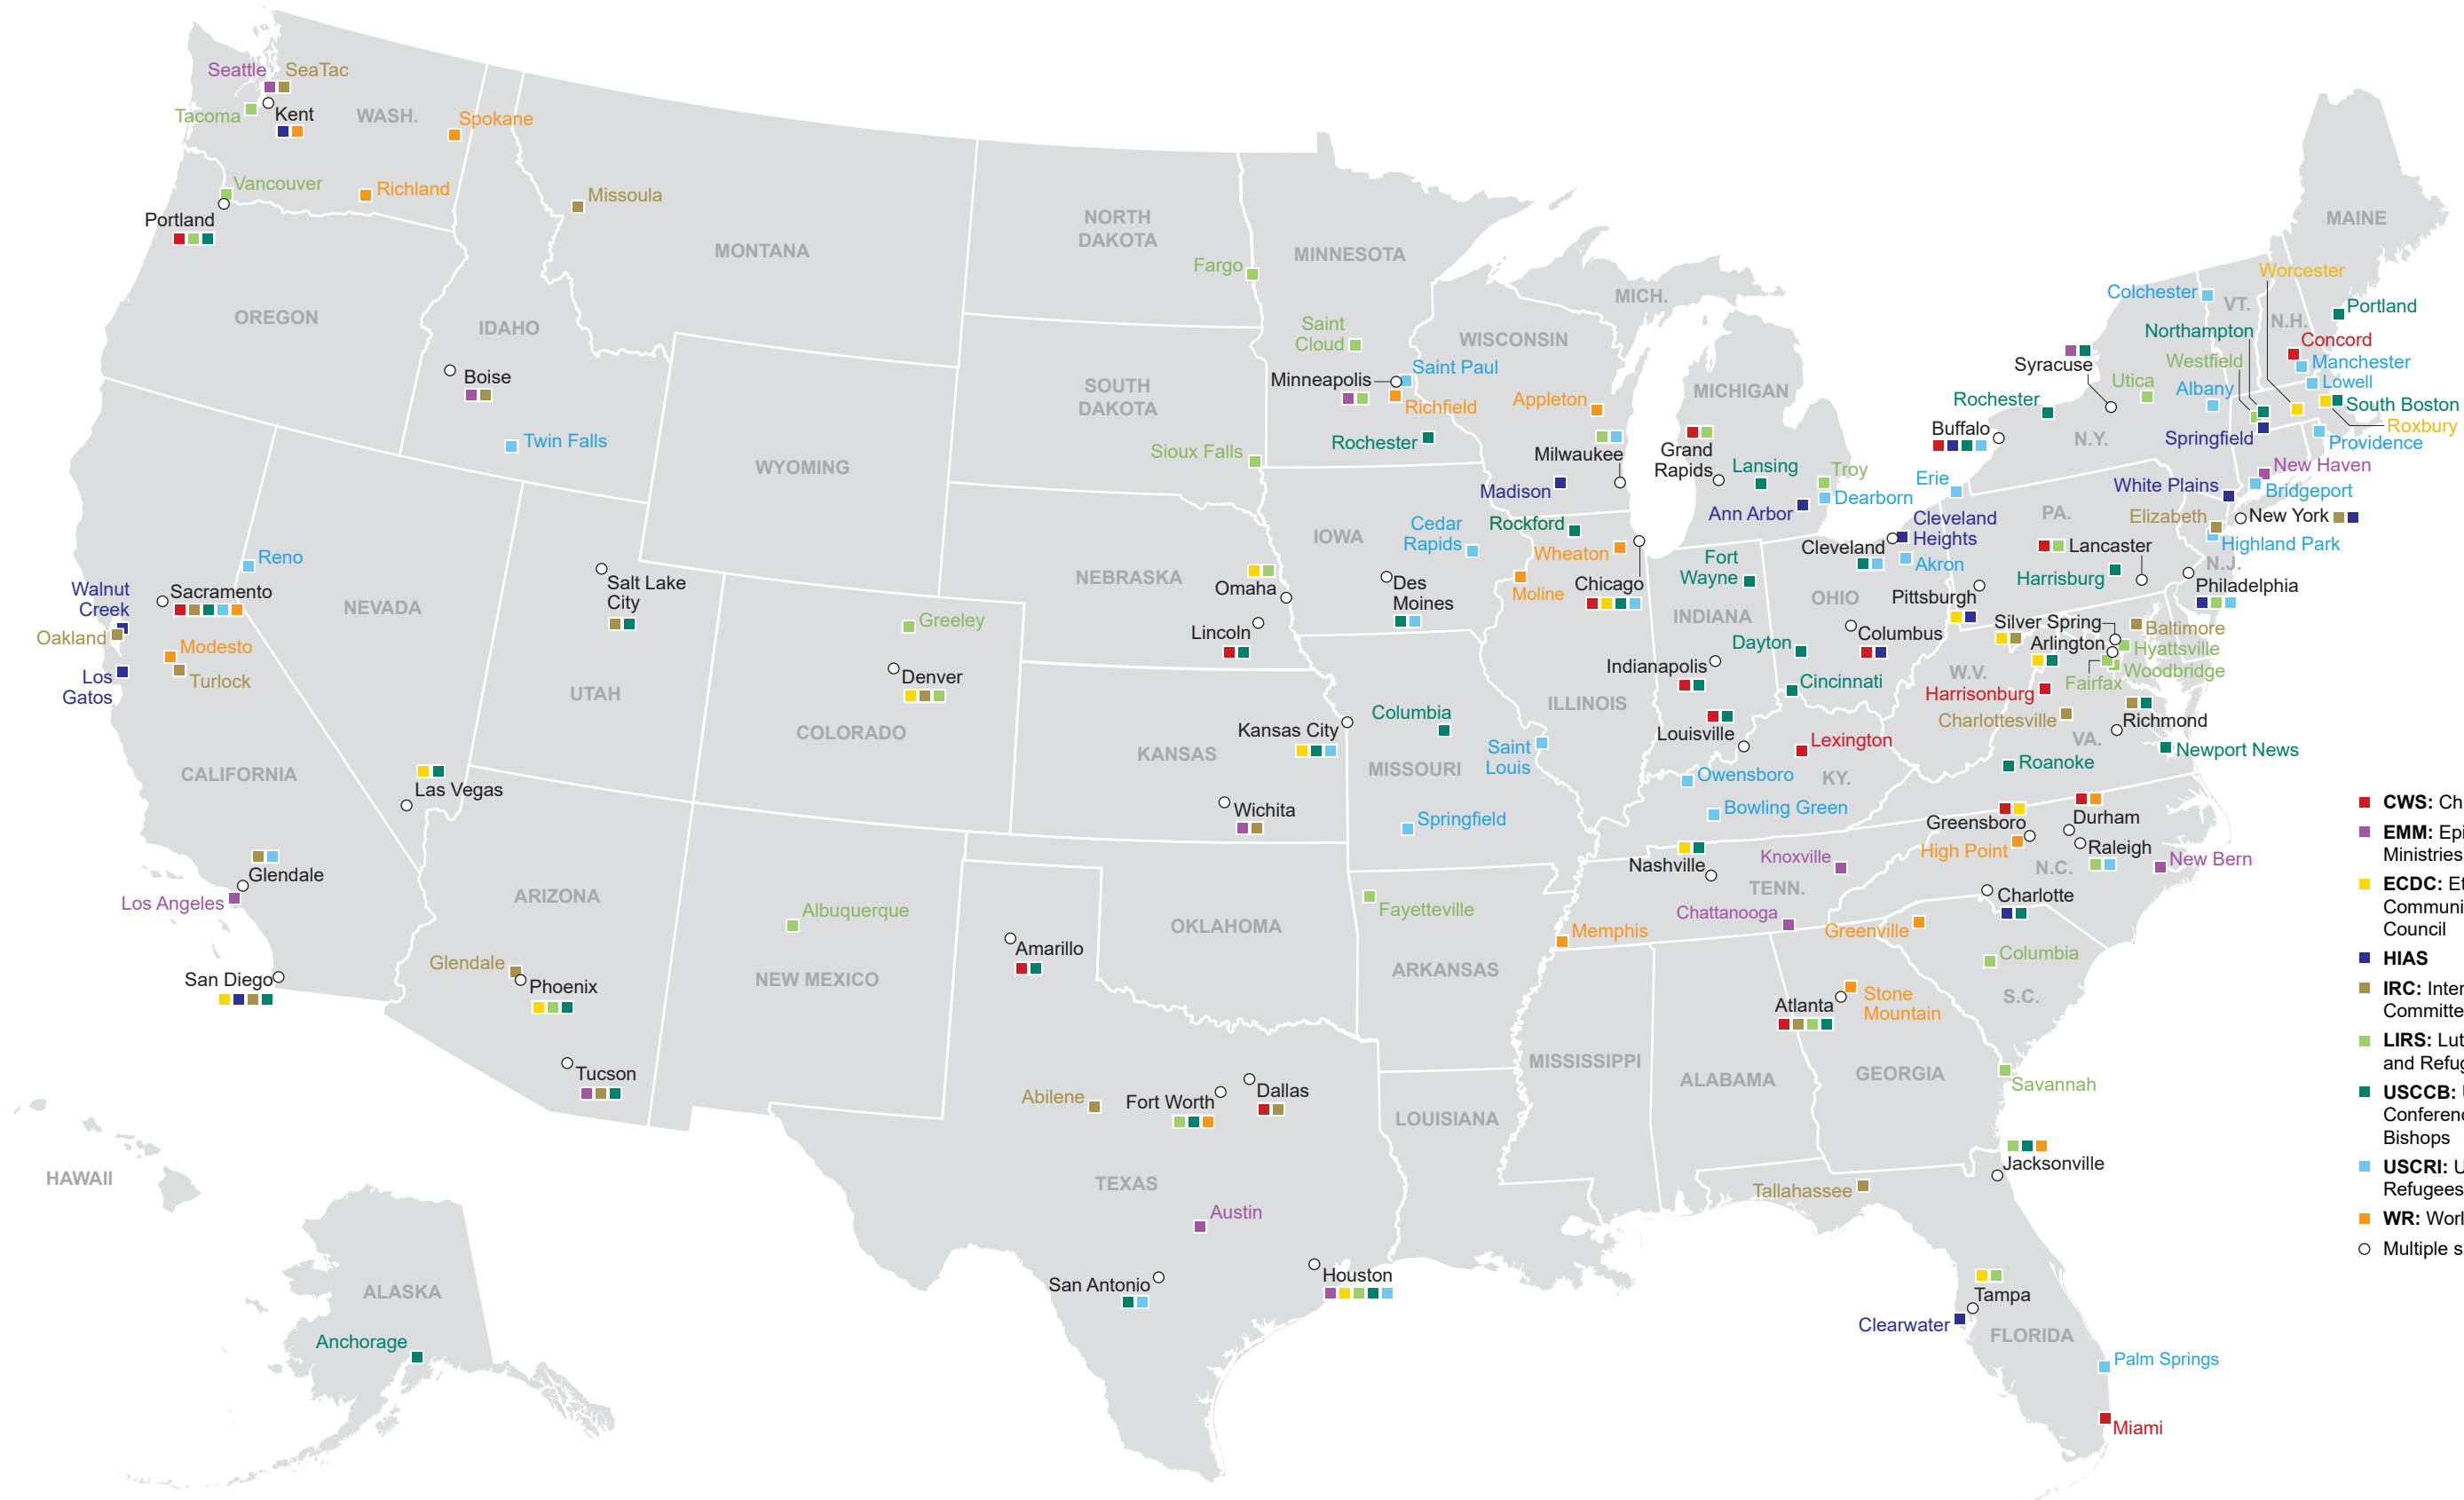 Seattle
SeaTac
Tacoma
Kent
WASH.
Spokane
Vancouver
Richland
Portland
Missoula
MONTANA
OREGON
IDAHO
Boise
Twin Falls
NORTH
DAKOTA
Fargo
MINNESOTA
Saint
Cloud
Minneapolis
Saint Paul
Richfield
Rochester
SOUTH
DAKOTA
Sioux Falls
WYOMING
WISCONSIN
MICH.
Appleton
Milwaukee
Madison
MICHIGAN
Grand
Rapids
Lansing
Troy
Dearborn
Ann Arbor
MAINE
Worcester
Colchester
VT.
N.H.
Portland
Northampton
Concord
Syracuse
Westfield
Manchester
Utica
Albany
Lowell
Rochester
South Boston
Roxbury
Buffalo
N.Y.
Springfield
Providence
New Haven
Erie
White Plains
Bridgeport
Cleveland
Heights
PA.
Elizabeth
New York
Cleveland
Lancaster
Highland Park
Akron
Harrisburg
N.J.
Pittsburgh
Philadelphia
Silver Spring
Baltimore
Arlington
Hyattsville
Woodbridge
Fairfax
W.V.
Harrisonburg
Charlottesville
Richmond
VA.
Newport News
Roanoke
Reno
Walnut
Creek
Sacramento
NEVADA
Oakland
Modesto
Los
Gatos
Turlock
CALIFORNIA
Las Vegas
Glendale
Los Angeles
San Diego
Salt Lake
City
UTAH
Greeley
Denver
COLORADO
NEBRASKA
Omaha
Lincoln
IOWA
Cedar
Rapids
Des
Moines
Rockford
Wheaton
Moline
Chicago
ILLINOIS
Fort
Wayne
INDIANA
Indianapolis
OHIO
Columbus
Dayton
Cincinnati
Louisville
Lexington
Owensboro
KY.
Bowling Green
KANSAS
Kansas City
Wichita
Columbia
MISSOURI
Saint
Louis
Springfield
Nashville
Knoxville
TENN.
Chattanooga
Memphis
Greensboro
Durham
High Point
Raleigh
N.C.
New Bern
Charlotte
Greenville
Columbia
S.C.
ARIZONA
Glendale
Phoenix
Tucson
Albuquerque
NEW MEXICO
OKLAHOMA
Amarillo
Fayetteville
ARKANSAS
Abilene
Fort Worth
Dallas
TEXAS
Austin
San Antonio
Houston
LOUISIANA
MISSISSIPPI
ALABAMA
Atlanta
Stone
Mountain
GEORGIA
Savannah
Jacksonville
Tallahassee
Tampa
Clearwater
FLORIDA
Palm Springs
Miami
HAWAII
ALASKA
Anchorage
CWS:
EMM:
Ministries
ECDC:
Council
HIAS
IRC:
LIRS:
and
USCCB:
Bishops
USCRI:
Refugees
WR:
Multiple